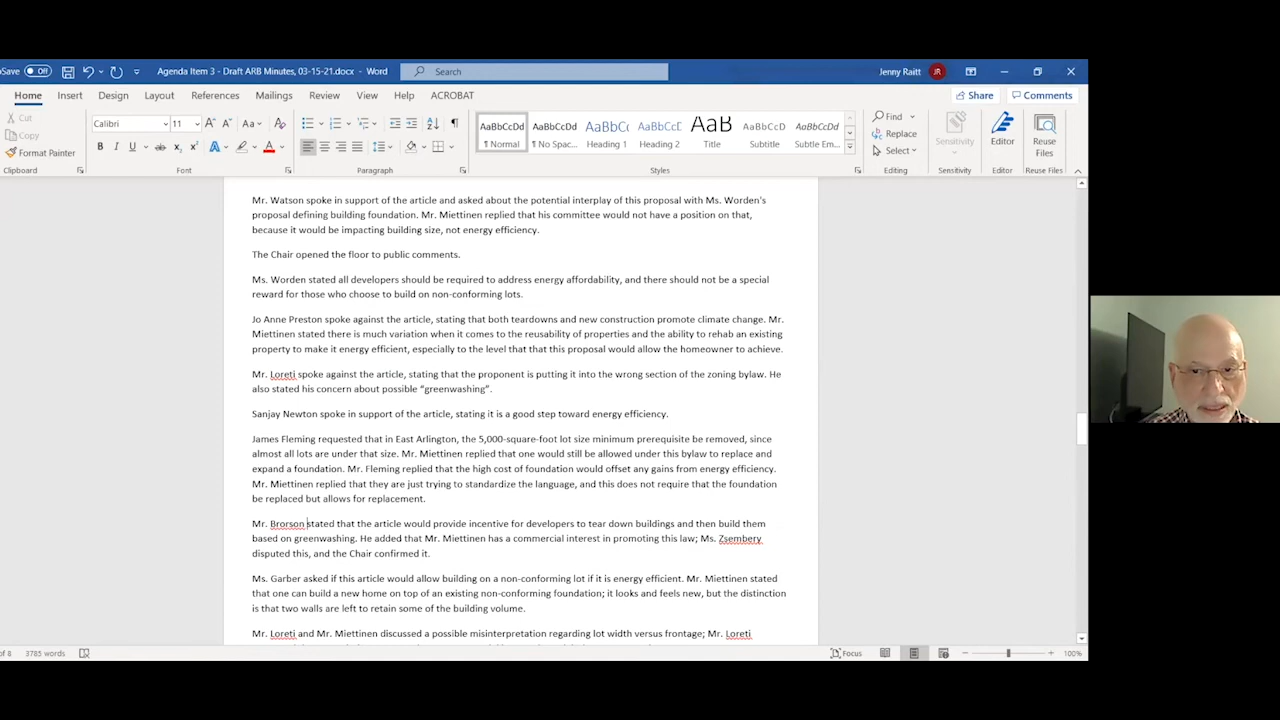 Save Off Agenda Item 3 - Draft ARB Minutes, 03-15-21.docx - Word Search Jenny Raitt JR
Home Insert Design Layout References Mailings Review View Help ACROBAT Share Comments
Cut
Copy
Format Painter
Clipboard
Calibri 11
Font
Paragraph
AaBbCcDd AaBbCcDd AaBbC( AaBbCcC AaB AaBbCcD AaBbCcDd
¶ Normal ¶ No Spac... Heading 1 Heading 2 Title Subtitle Subtle Em...
Styles
Find
Replace
Select
Editing
Sensitivity
Sensitivity
Editor
Editor
Reuse
Files
Reuse Files
Mr. Watson spoke in support of the article and asked about the potential interplay of this proposal with Ms. Worden's
proposal defining building foundation. Mr. Miettinen replied that his committee would not have a position on that,
because it would be impacting building size, not energy efficiency.
The Chair opened the floor to public comments.
Ms. Worden stated all developers should be required to address energy affordability, and there should not be a special
reward for those who choose to build on non-conforming lots.
Jo Anne Preston spoke against the article, stating that both teardowns and new construction promote climate change. Mr.
Miettinen stated there is much variation when it comes to the reusability of properties and the ability to rehab an existing
property to make it energy efficient, especially to the level that that this proposal would allow the homeowner to achieve.
Mr. Loreti spoke against the article, stating that the proponent is putting it into the wrong section of the zoning bylaw. He
also stated his concern about possible “greenwashing”.
Sanjay Newton spoke in support of the article, stating it is a good step toward energy efficiency.
James Fleming requested that in East Arlington, the 5,000-square-foot lot size minimum prerequisite be removed, since
almost all lots are under that size. Mr. Miettinen replied that one would still be allowed under this bylaw to replace and
expand a foundation. Mr. Fleming replied that the high cost of foundation would offset any gains from energy efficiency.
Mr. Miettinen replied that they are just trying to standardize the language, and this does not require that the foundation
be replaced but allows for replacement.
Mr. Brorson stated that the article would provide incentive for developers to tear down buildings and then build them
based on greenwashing. He added that Mr. Miettinen has a commercial interest in promoting this law; Ms. Zsembery
disputed this, and the Chair confirmed it.
Ms. Garber asked if this article would allow building on a non-conforming lot if it is energy efficient. Mr. Miettinen stated
that one can build a new home on top of an existing non-conforming foundation; it looks and feels new, but the distinction
is that two walls are left to retain some of the building volume.
Mr. Loreti and Mr. Miettinen discussed a possible misinterpretation regarding lot width versus frontage; Mr. Loreti
of 8 3785 words Focus 100%